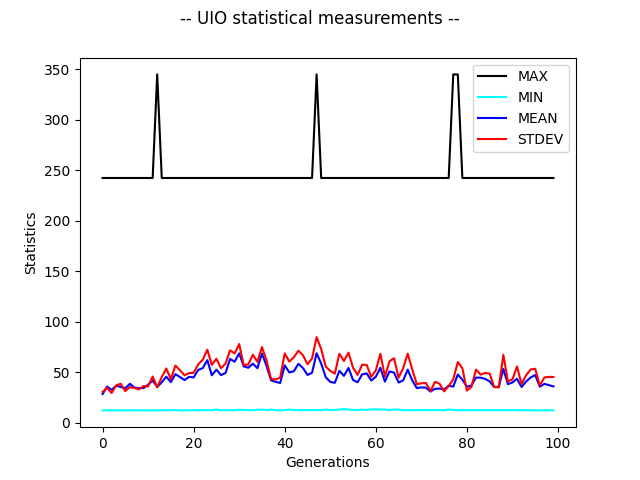 -- UIO statistical measurements --
350
300
250
200
150
100
50
0
Statistics
MAX
MIN
MEAN
STDEV
0
20
40
60
80
100
Generations